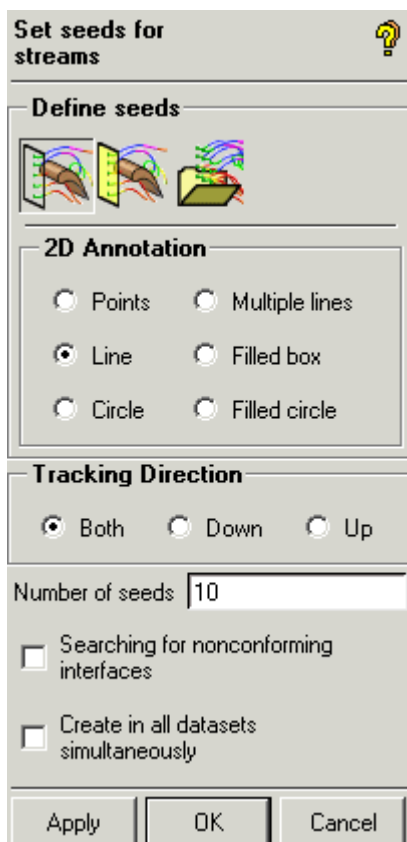 Set seeds for
streams
Define seeds
2D Annotation
Points
Multiple lines
Line
Filled box
Circle
Filled circle
Tracking Direction
Both
Down
Up
Number of seeds 10
Searching for nonconforming
interfaces
Create in all datasets
simultaneously
Apply
OK
Cancel